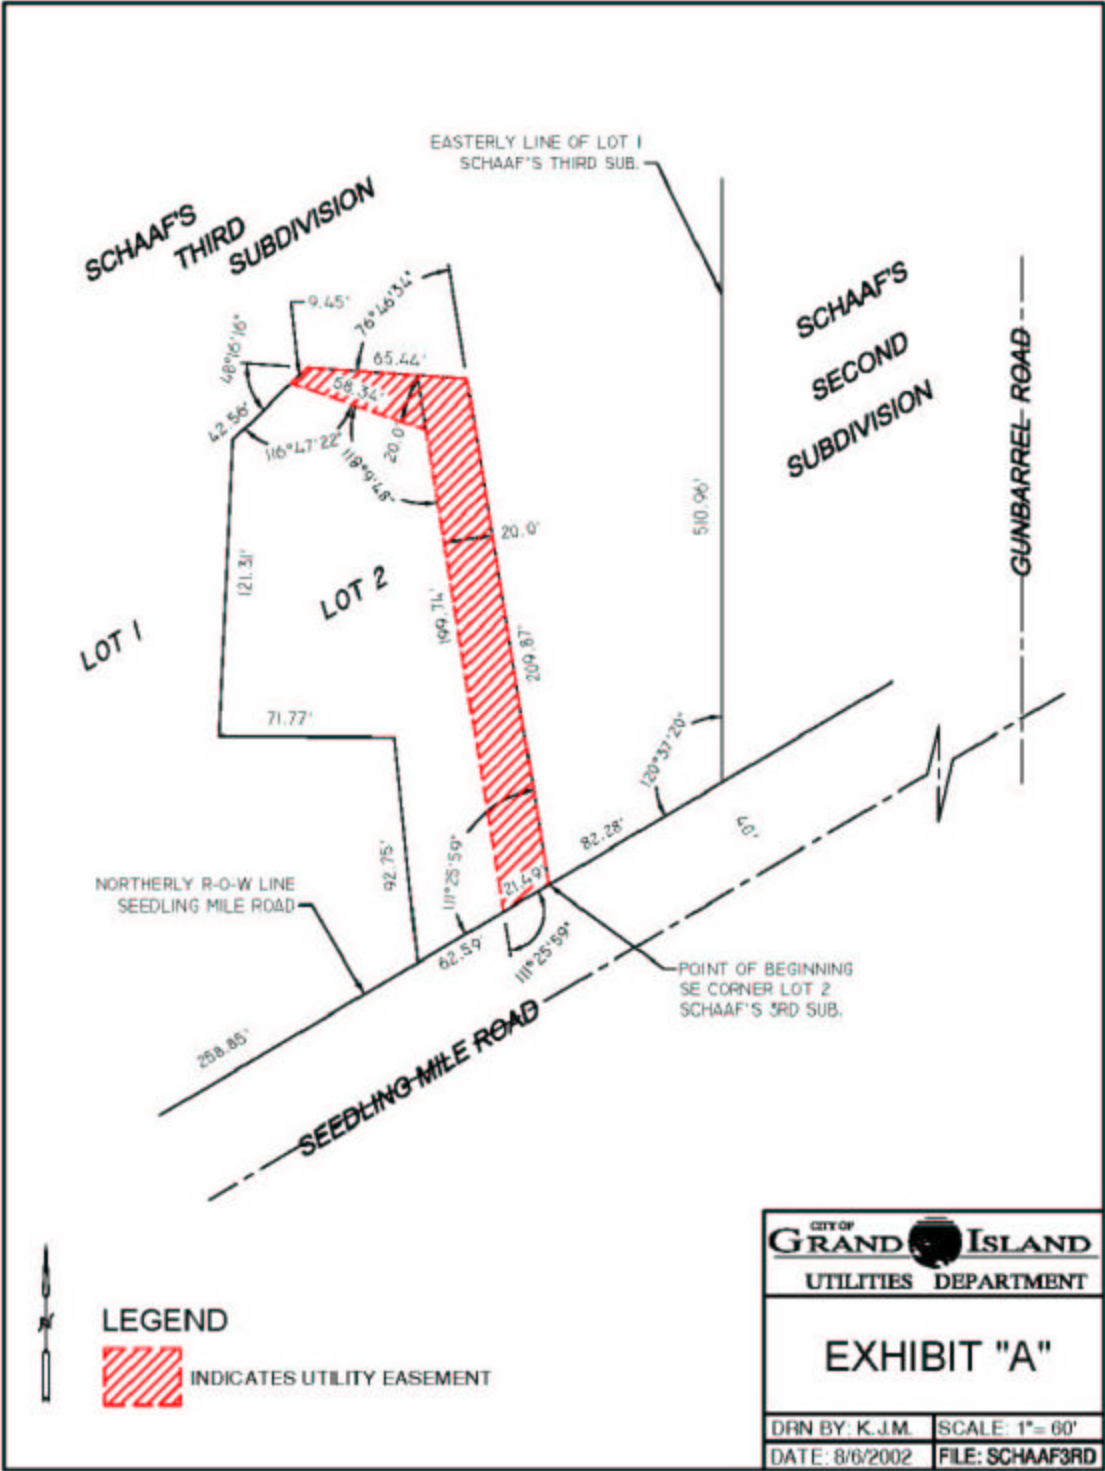 EASTERLY LINE OF LOT 1
SCHAAF'S THIRD SUB.
SCHAAF'S
THIRD
SUBDIVISION
9.45'
76°46'34"
48°16'16"
65.44'
58.34'
42.56'
116°47'22"
20.0'
118°6'48"
SCHAAF'S
SECOND
SUBDIVISION
GUNBARREL ROAD
510.96'
20.0'
121.31'
LOT 2
LOT 1
199.74'
209.87'
71.77'
120°37'20"
82.28'
40'
92.75'
111°25'59"
21.49'
NORTHERLY R-O-W LINE
SEEDLING MILE ROAD
62.59'
111°25'59"
POINT OF BEGINNING
SE CORNER LOT 2
SCHAAF'S 3RD SUB.
258.85'
SEEDLING MILE ROAD
N
LEGEND
INDICATES UTILITY EASEMENT
CITY OF
GRAND ISLAND
UTILITIES DEPARTMENT
EXHIBIT "A"
DRN BY: K.J.M.
SCALE: 1"= 60'
DATE: 8/6/2002
FILE: SCHAAF3RD